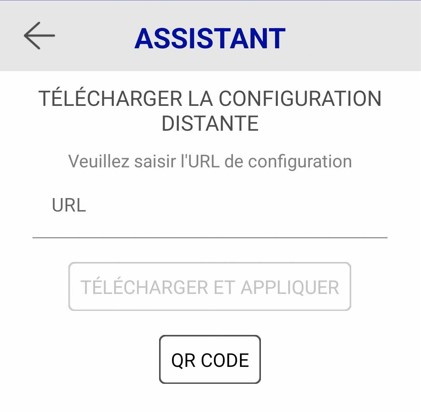 ASSISTANT
TÉLÉCHARGER LA CONFIGURATION
DISTANTE
Veuillez saisir l'URL de configuration
URL
TÉLÉCHARGER ET APPLIQUER
QR CODE